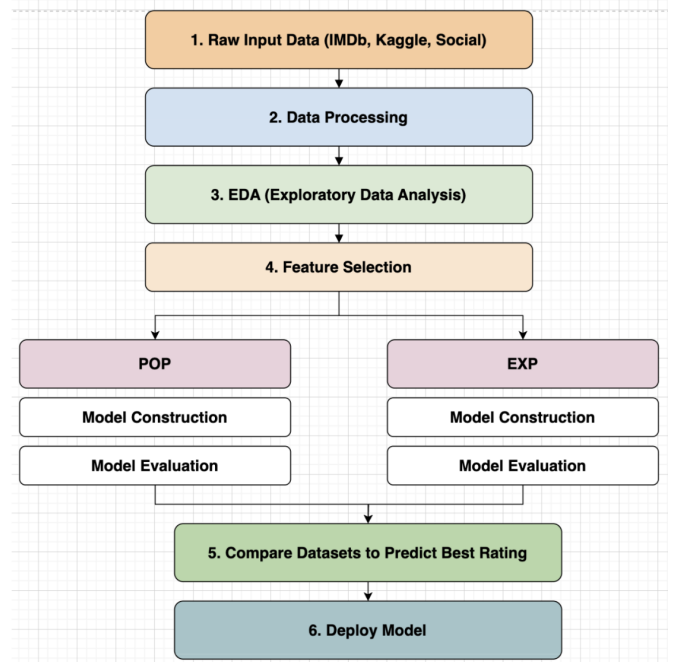 1. Raw Input Data (IMDb, Kaggle, Social)
2. Data Processing
3. EDA (Exploratory Data Analysis)
4. Feature Selection
POP
Model Construction
Model Evaluation
EXP
Model Construction
Model Evaluation
5. Compare Datasets to Predict Best Rating
6. Deploy Model